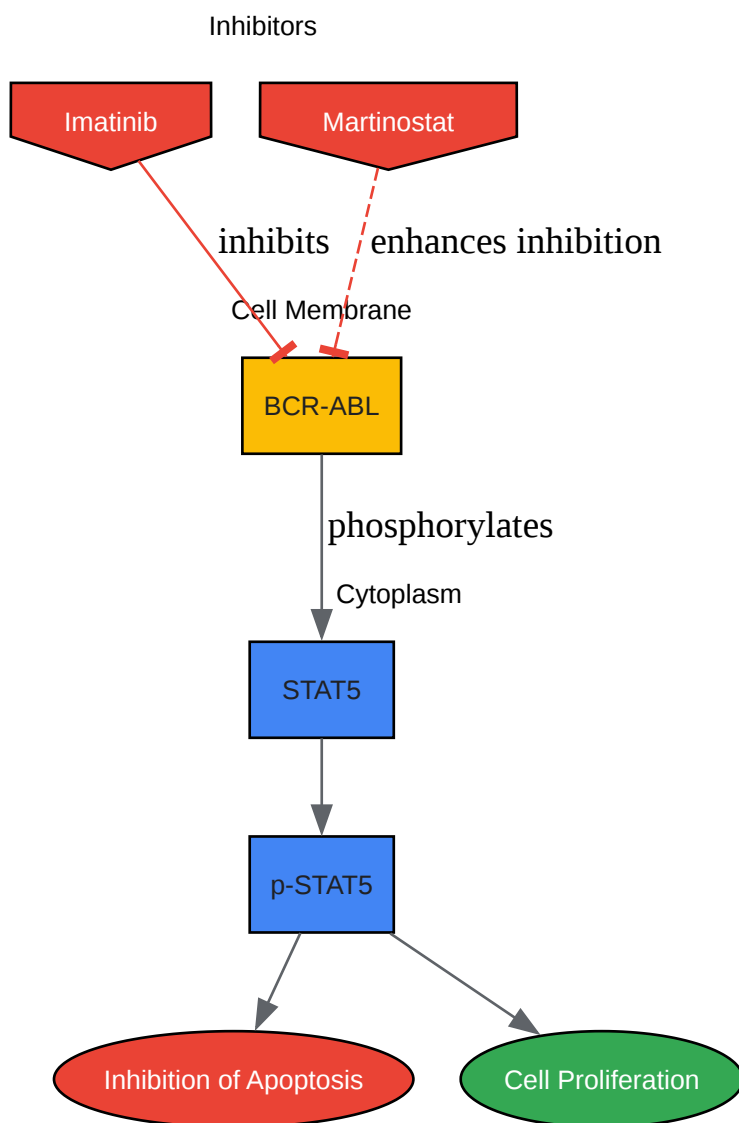 Inhibitors
Imatinib
Martinostat
inhibits
enhances inhibition
Cell Membrane
BCR-ABL
phosphorylates
Cytoplasm
STAT5
p-STAT5
Inhibition of Apoptosis
Cell Proliferation